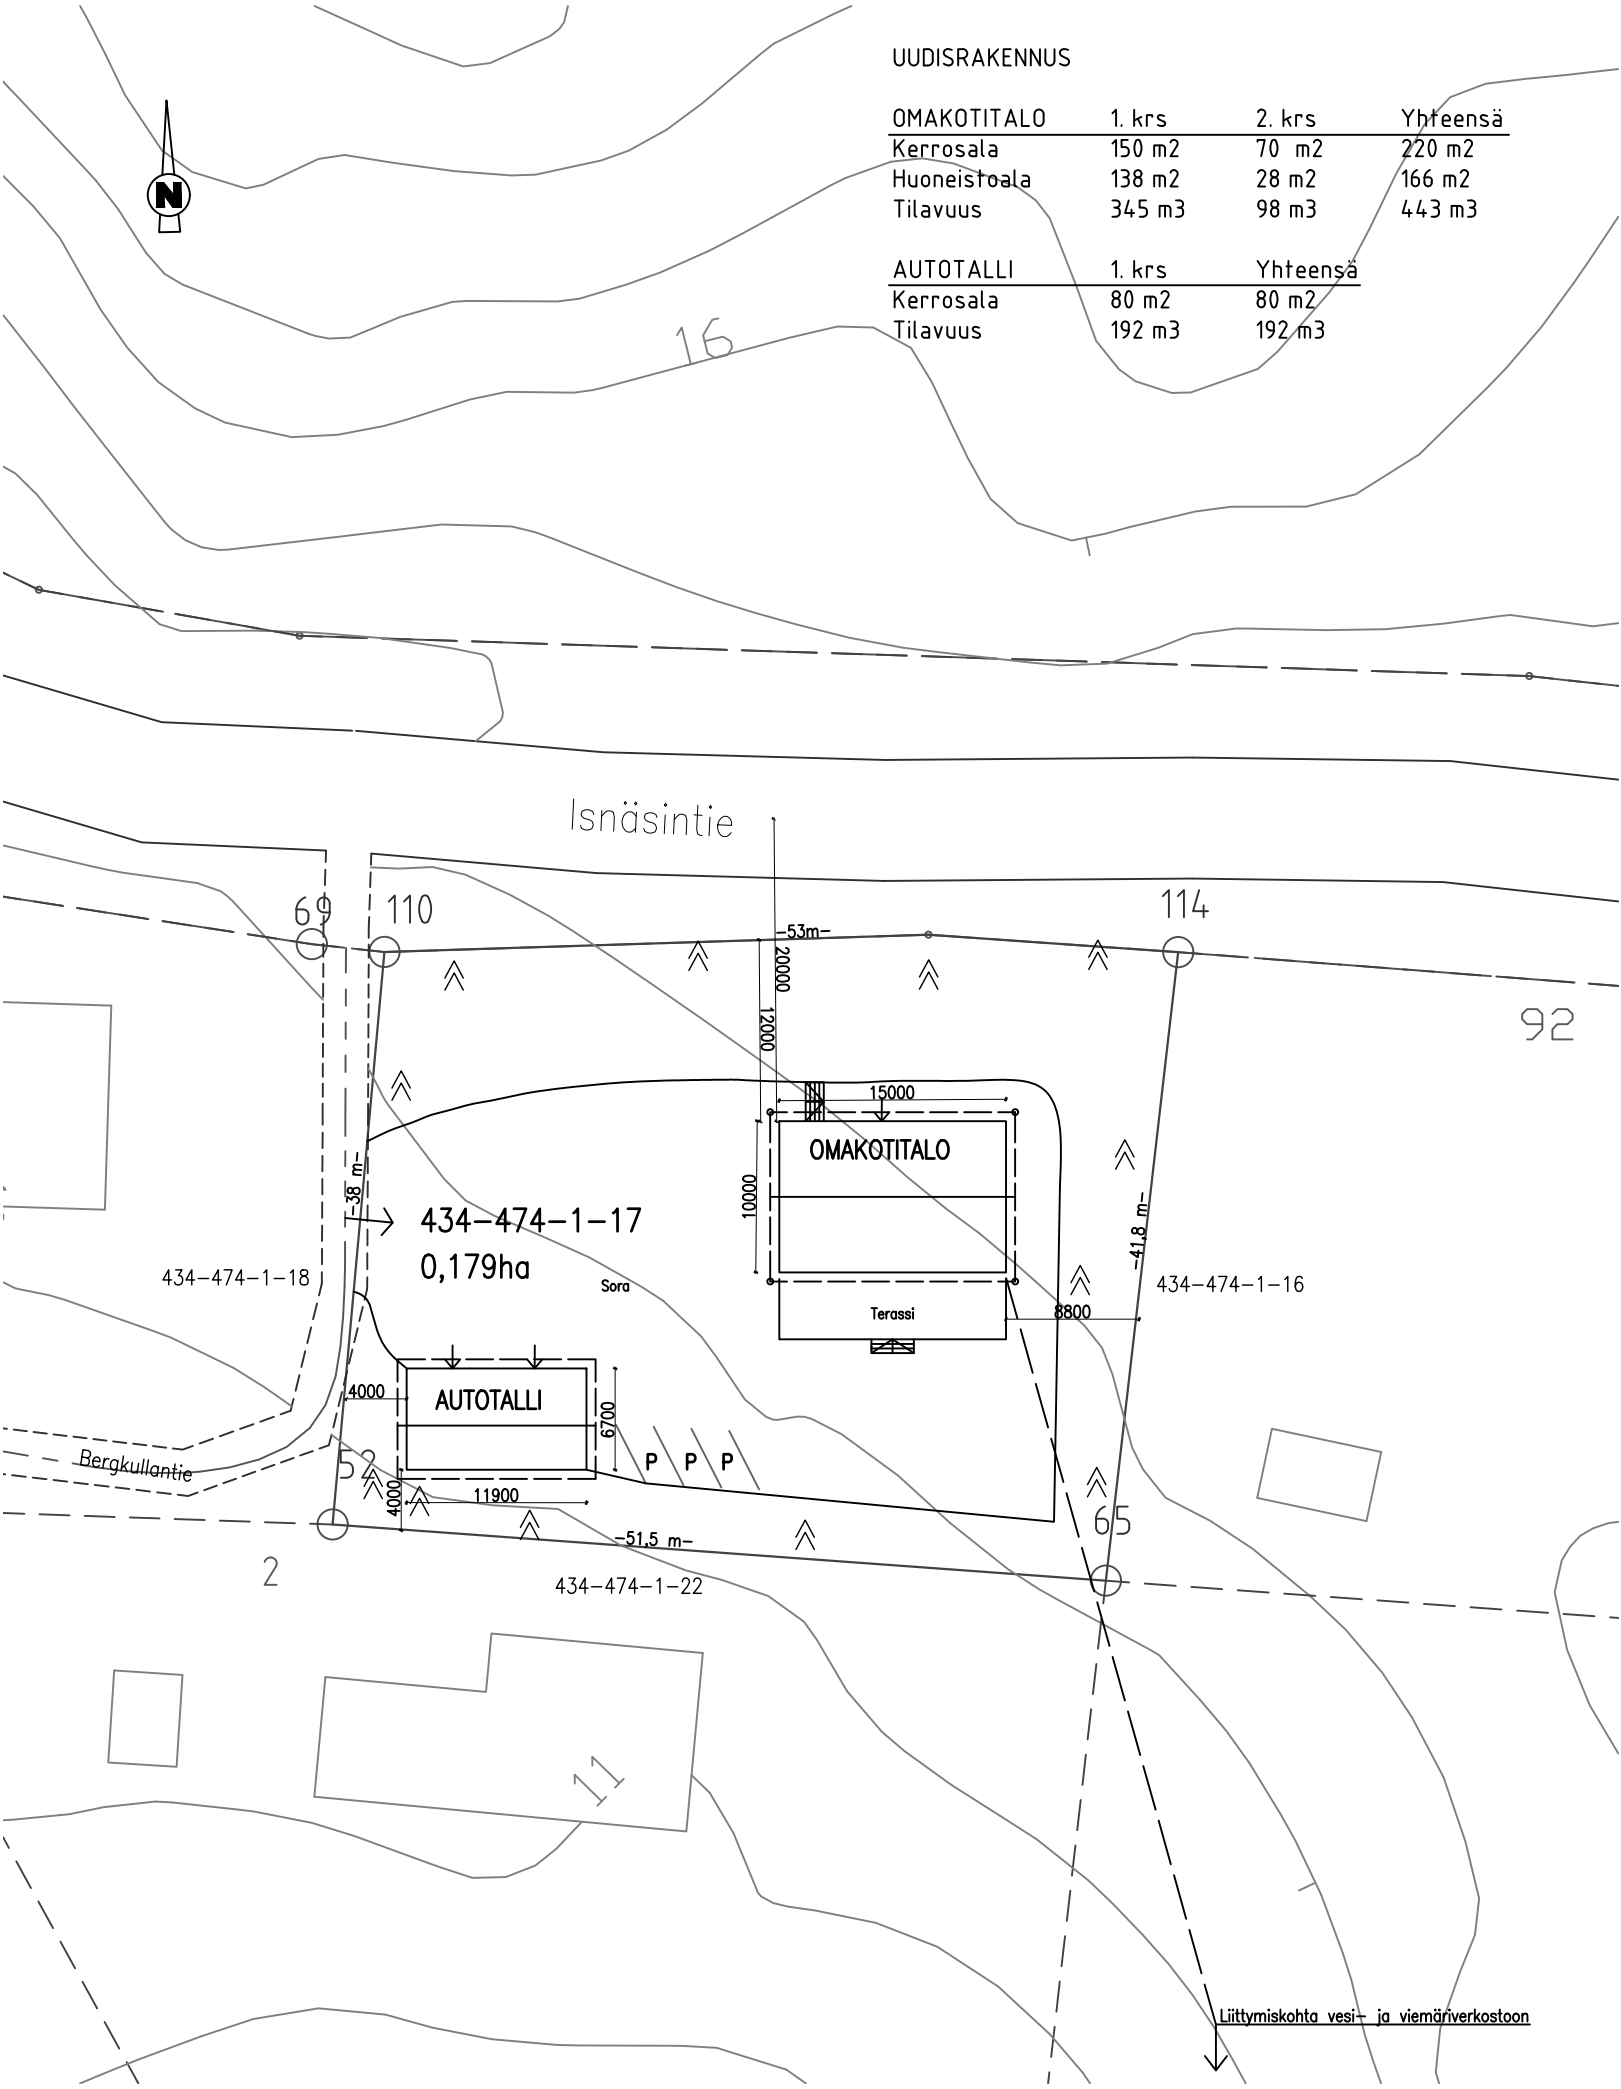 UUDISRAKENNUS
OMAKOTITALO 1. krs 2. krs Yhteensä
Kerrosala 150 m2 70 m2 220 m2
Huoneistoala 138 m2 28 m2 166 m2
Tilavuus 345 m3 98 m3 443 m3
AUTOTALLI 1. krs Yhteensä
Kerrosala 80 m2 80 m2
Tilavuus 192 m3 192 m3
N
16
Isnäsintie
69
110
114
-53m-
20000
12000
92
15000
OMAKOTITALO
10000
-38 m-
434-474-1-17
0,179ha
-41,8 m-
434-474-1-18
Sora
434-474-1-16
Terassi
8800
4000
AUTOTALLI
6700
P P P
Bergkullantie
52
4000
11900
65
-51,5 m-
2
434-474-1-22
11
Liittymiskohta vesi- ja viemäriverkostoon